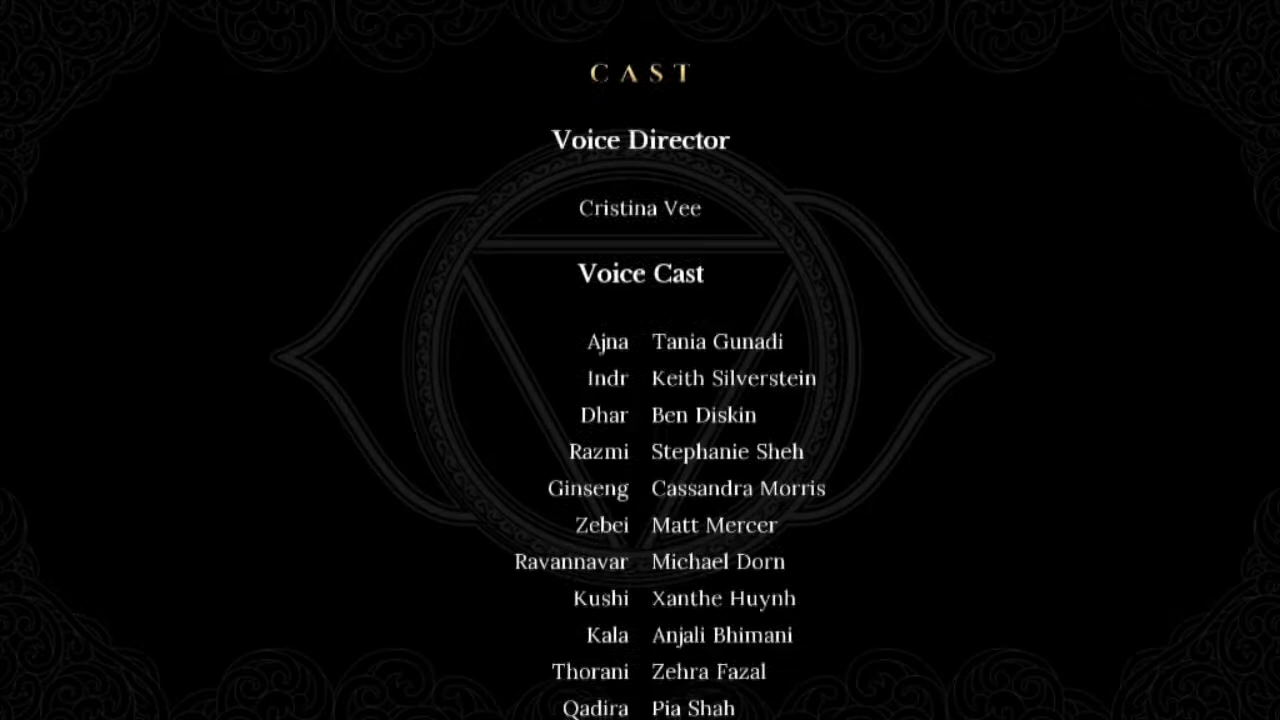 CAST
Voice Director
Cristina Vee
Voice Cast
Ajna Tania Gunadi
Indr Keith Silverstein
Dhar Ben Diskin
Razmi Stephanie Sheh
Ginseng Cassandra Morris
Zebei Matt Mercer
Ravannavar Michael Dorn
Kushi Xanthe Huynh
Kala Anjali Bhimani
Thorani Zehra Fazal
Qadira Pia Shah